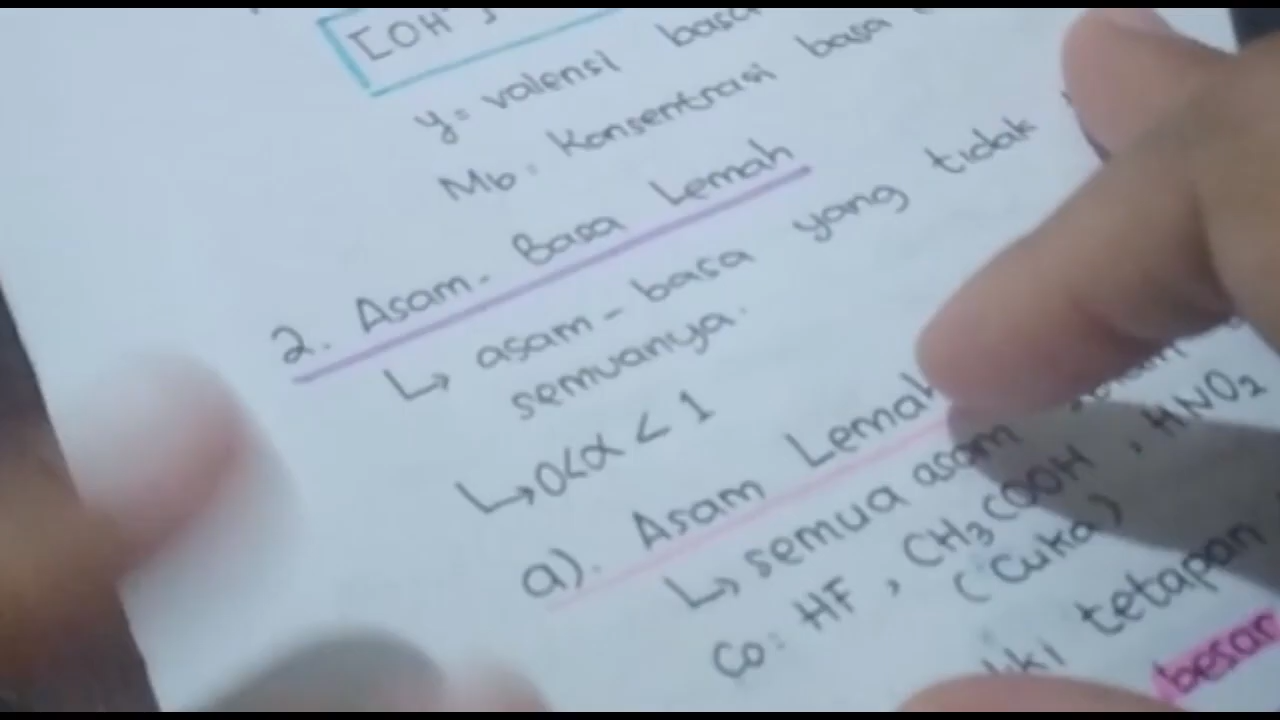 [OH-]
y = valensi basa
Mb = Konsentrasi basa
2. Asam - Basa Lemah
↳ asam - basa yang tidak
semuanya.
↳ 0<α<1
a). Asam Lemah
↳ semua asam
Co: HF, CH3COOH, HNO2
(Cuka)
tetapan
besar